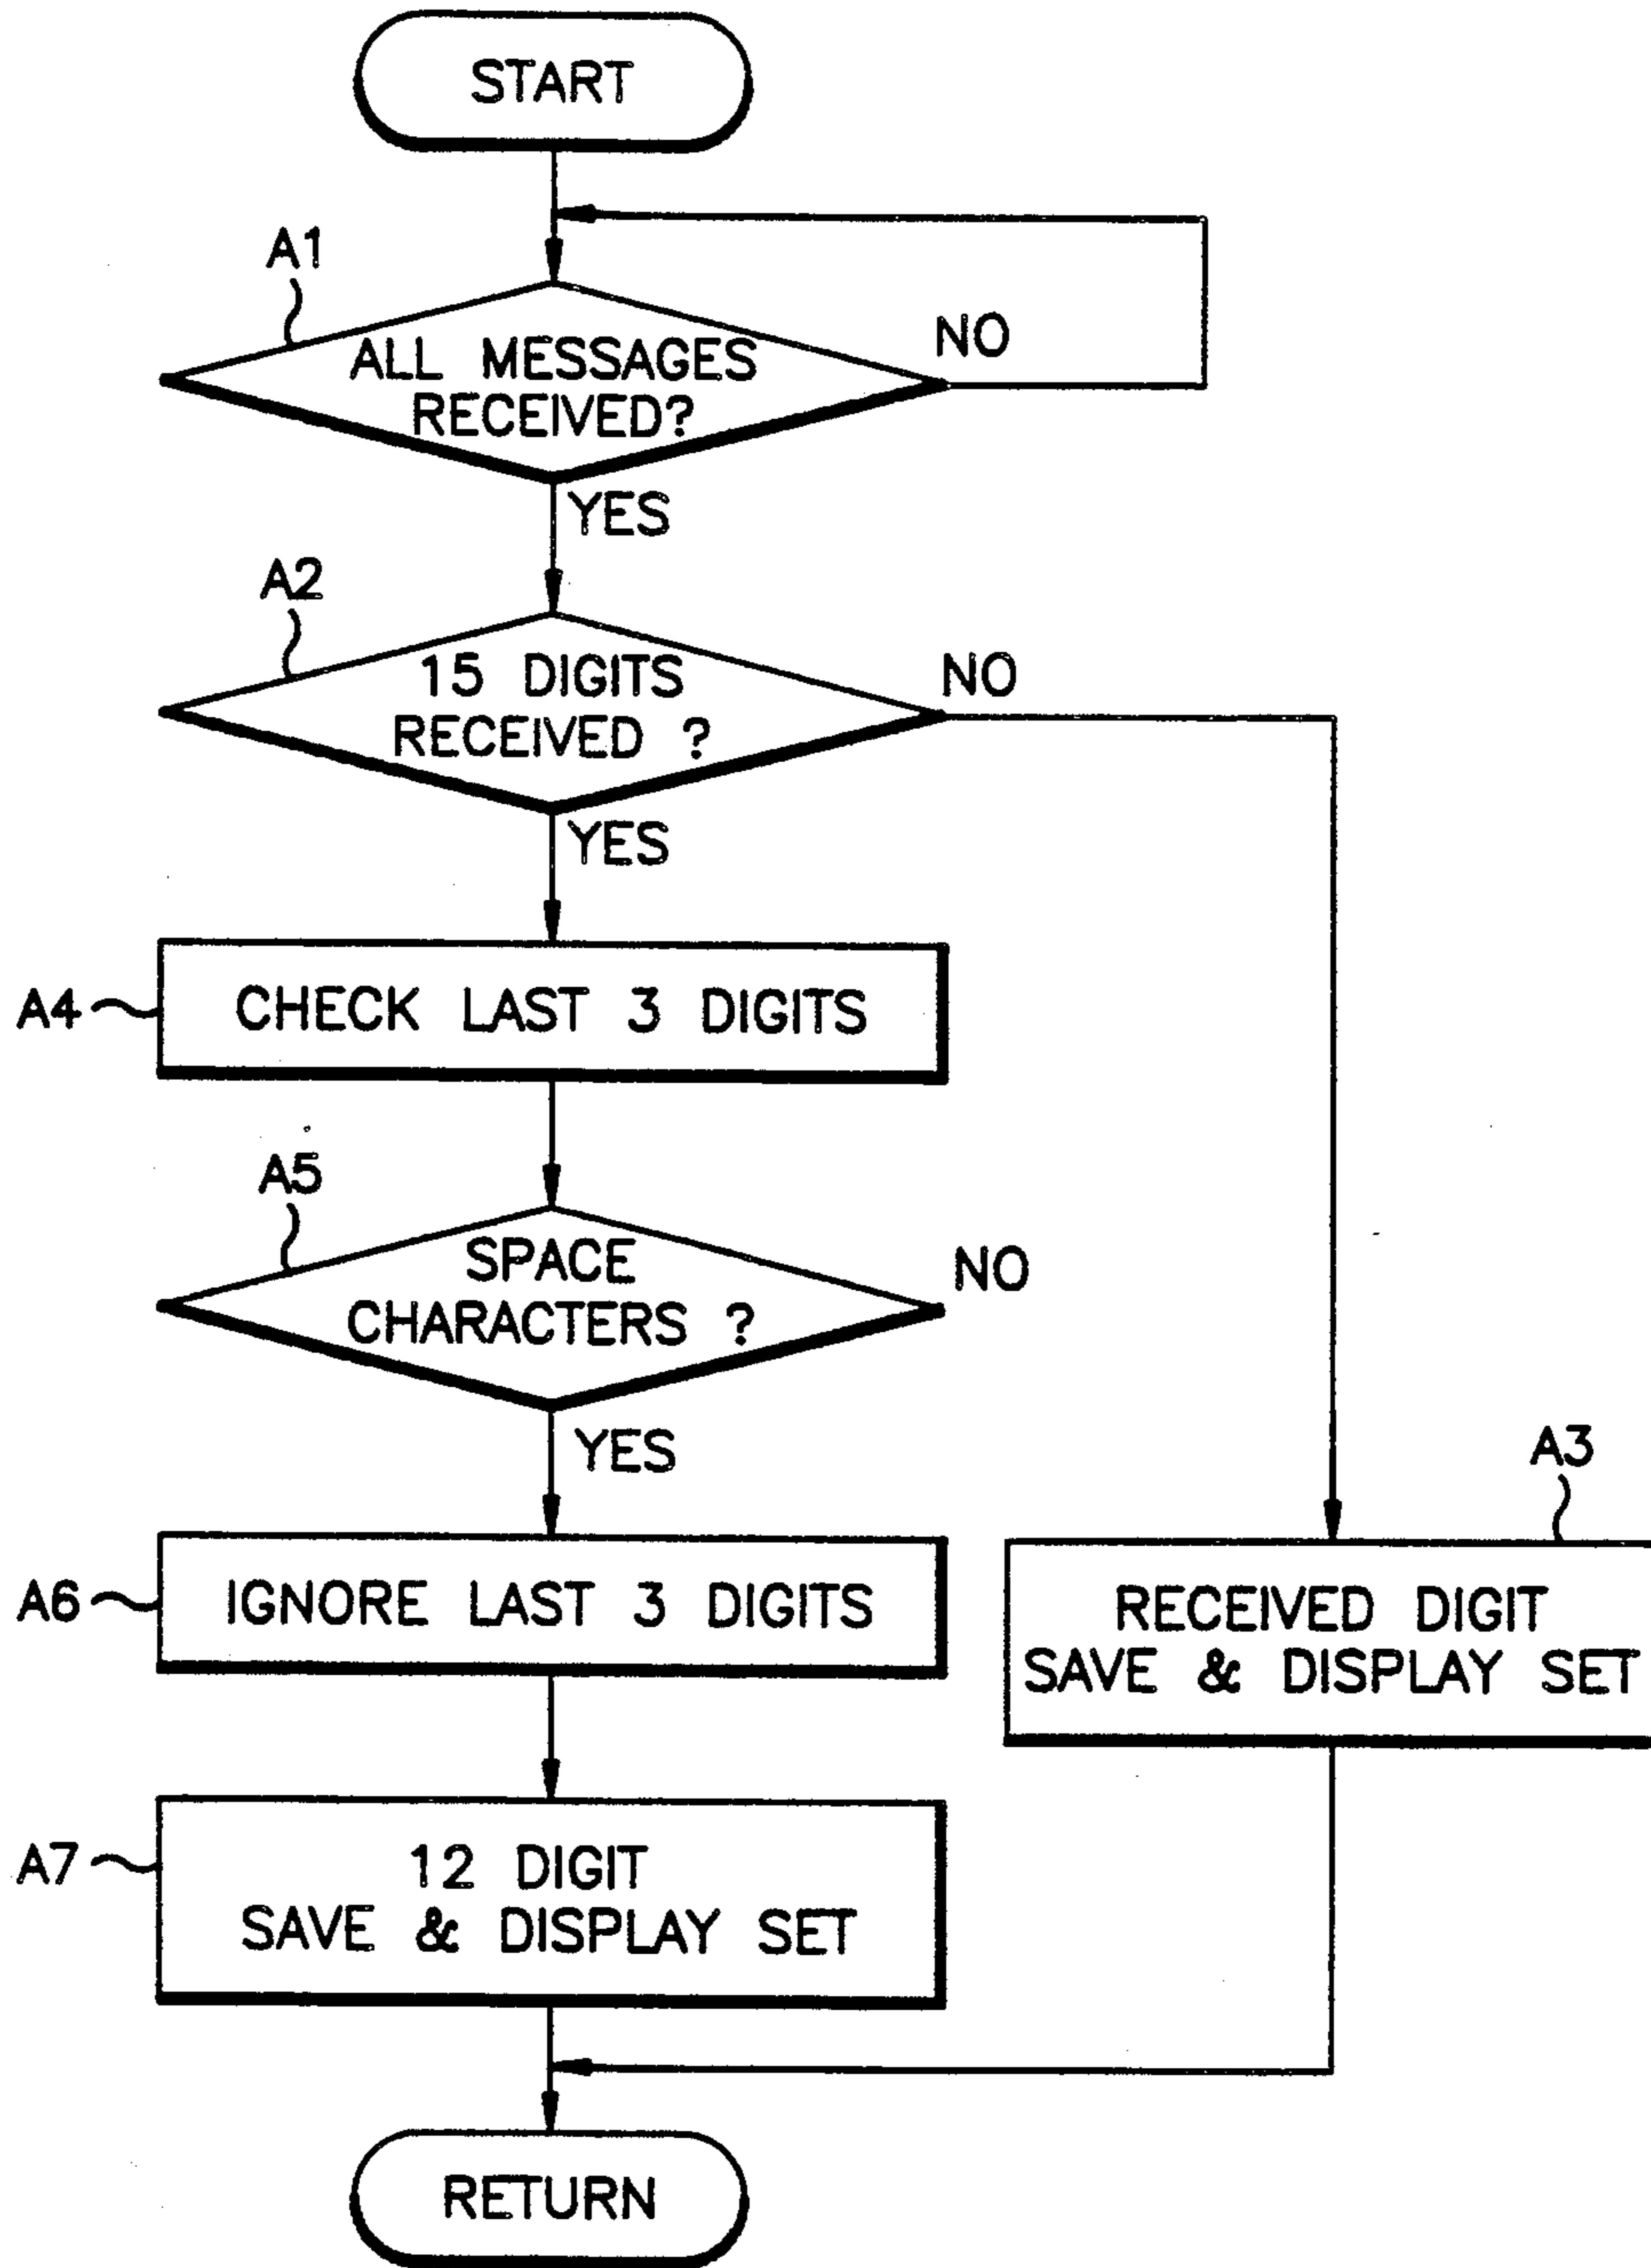 START
A1
ALL MESSAGES
RECEIVED?
NO
YES
A2
15 DIGITS
RECEIVED ?
NO
YES
A4
CHECK LAST 3 DIGITS
A5
SPACE
CHARACTERS ?
NO
YES
A6
IGNORE LAST 3 DIGITS
A3
RECEIVED DIGIT
SAVE & DISPLAY SET
A7
12 DIGIT
SAVE & DISPLAY SET
RETURN